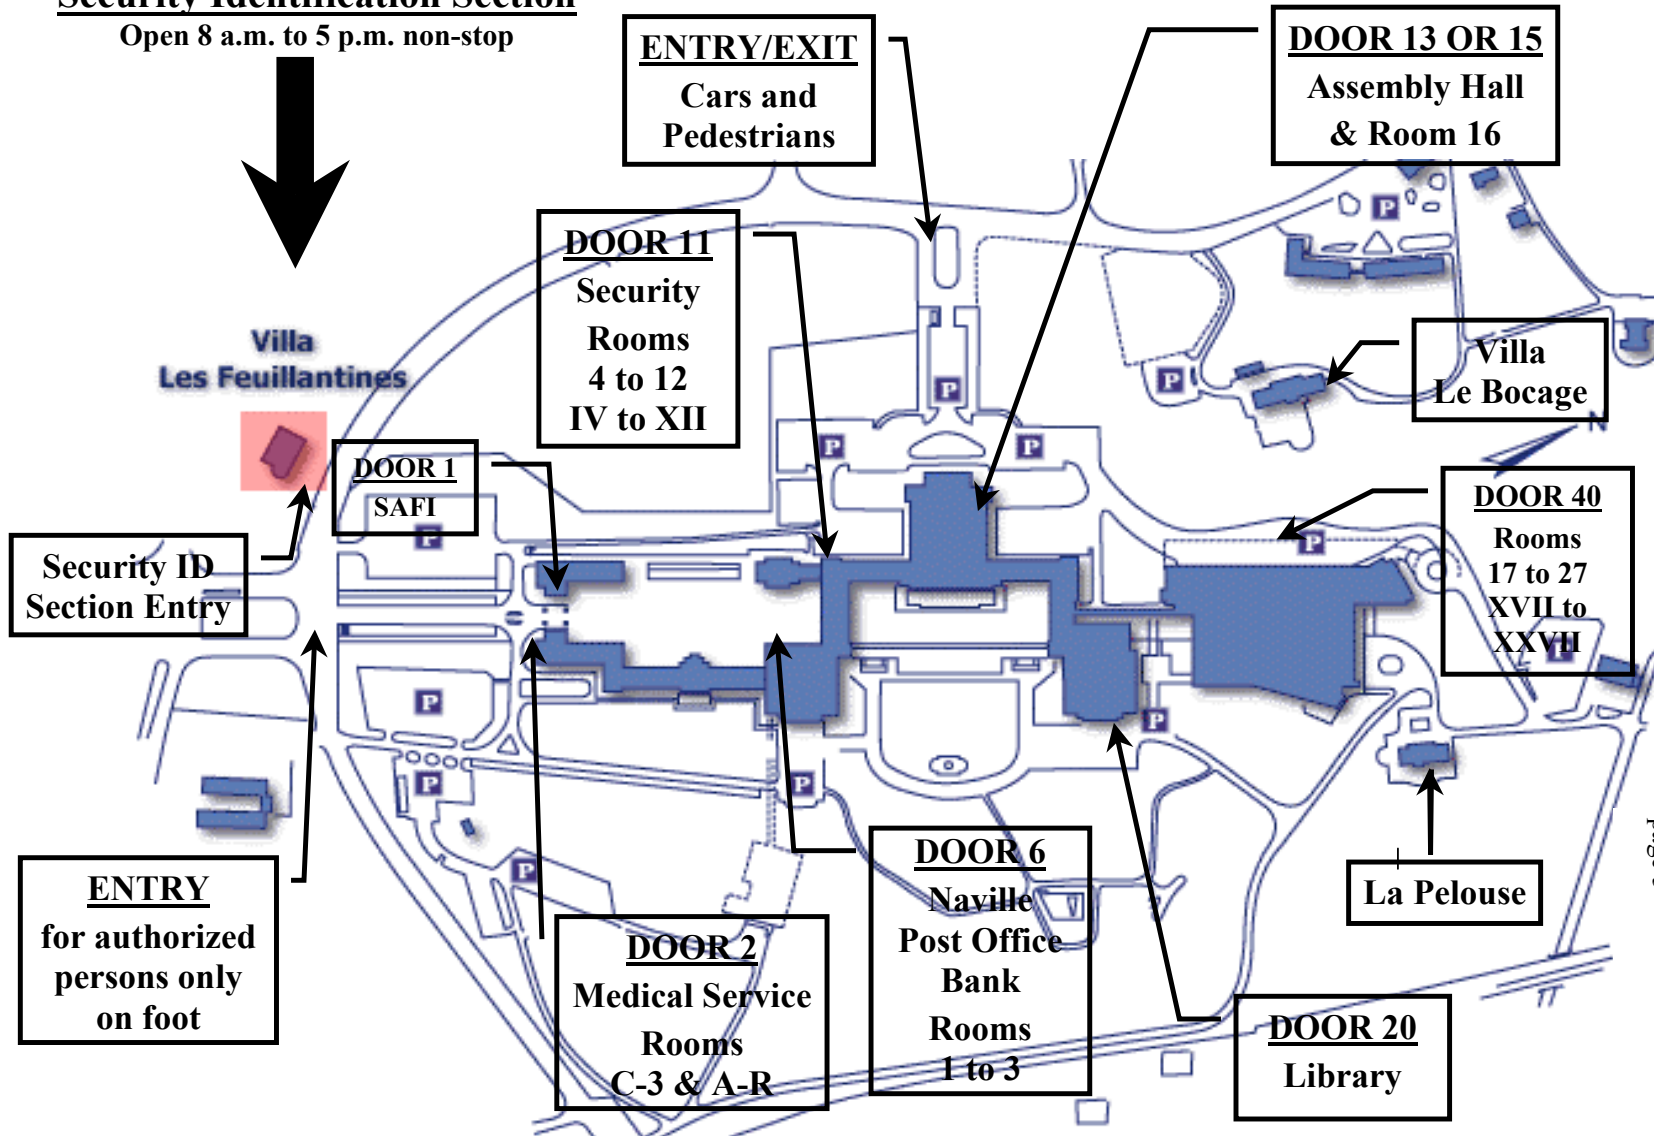 Security Identification Section
Open 8 a.m. to 5 p.m. non-stop
ENTRY/EXIT
Cars and
Pedestrians
DOOR 13 OR 15
Assembly Hall
& Room 16
DOOR 11
Security
Rooms
4 to 12
IV to XII
Villa
Les Feuillantines
Villa
Le Bocage
N
DOOR 1
SAFI
DOOR 40
Rooms
17 to 27
XVII to
XXVII
Security ID
Section Entry
P
P
P
P
P
P
P
P
P
P
P
P
P
ENTRY
for authorized
persons only
on foot
DOOR 2
Medical Service
Rooms
C-3 & A-R
DOOR 6
Naville
Post Office
Bank
Rooms
1 to 3
La Pelouse
DOOR 20
Library